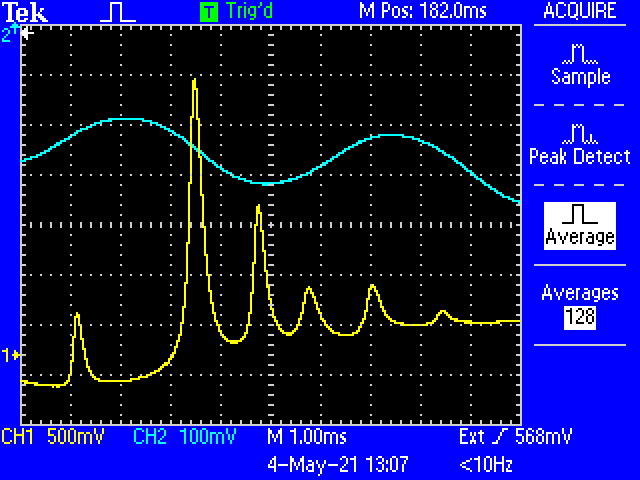 Tek T Trig'd M Pos: 182.0ms ACQUIRE
2
Sample
Peak Detect
Average
Averages
128
1
CH1 500mV CH2 100mV M 1.00ms Ext 568mV
4-May-21 13:07 <10Hz